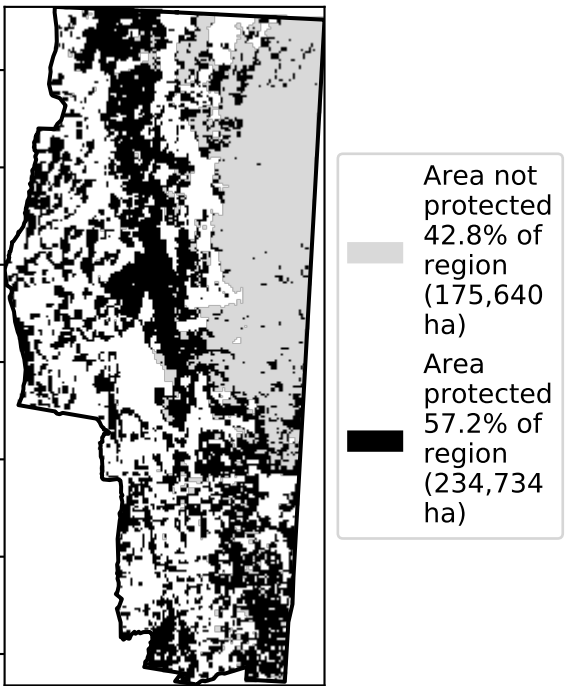 Area not
protected
42.8% of
region
(175,640
ha)
Area
protected
57.2% of
region
(234,734
ha)